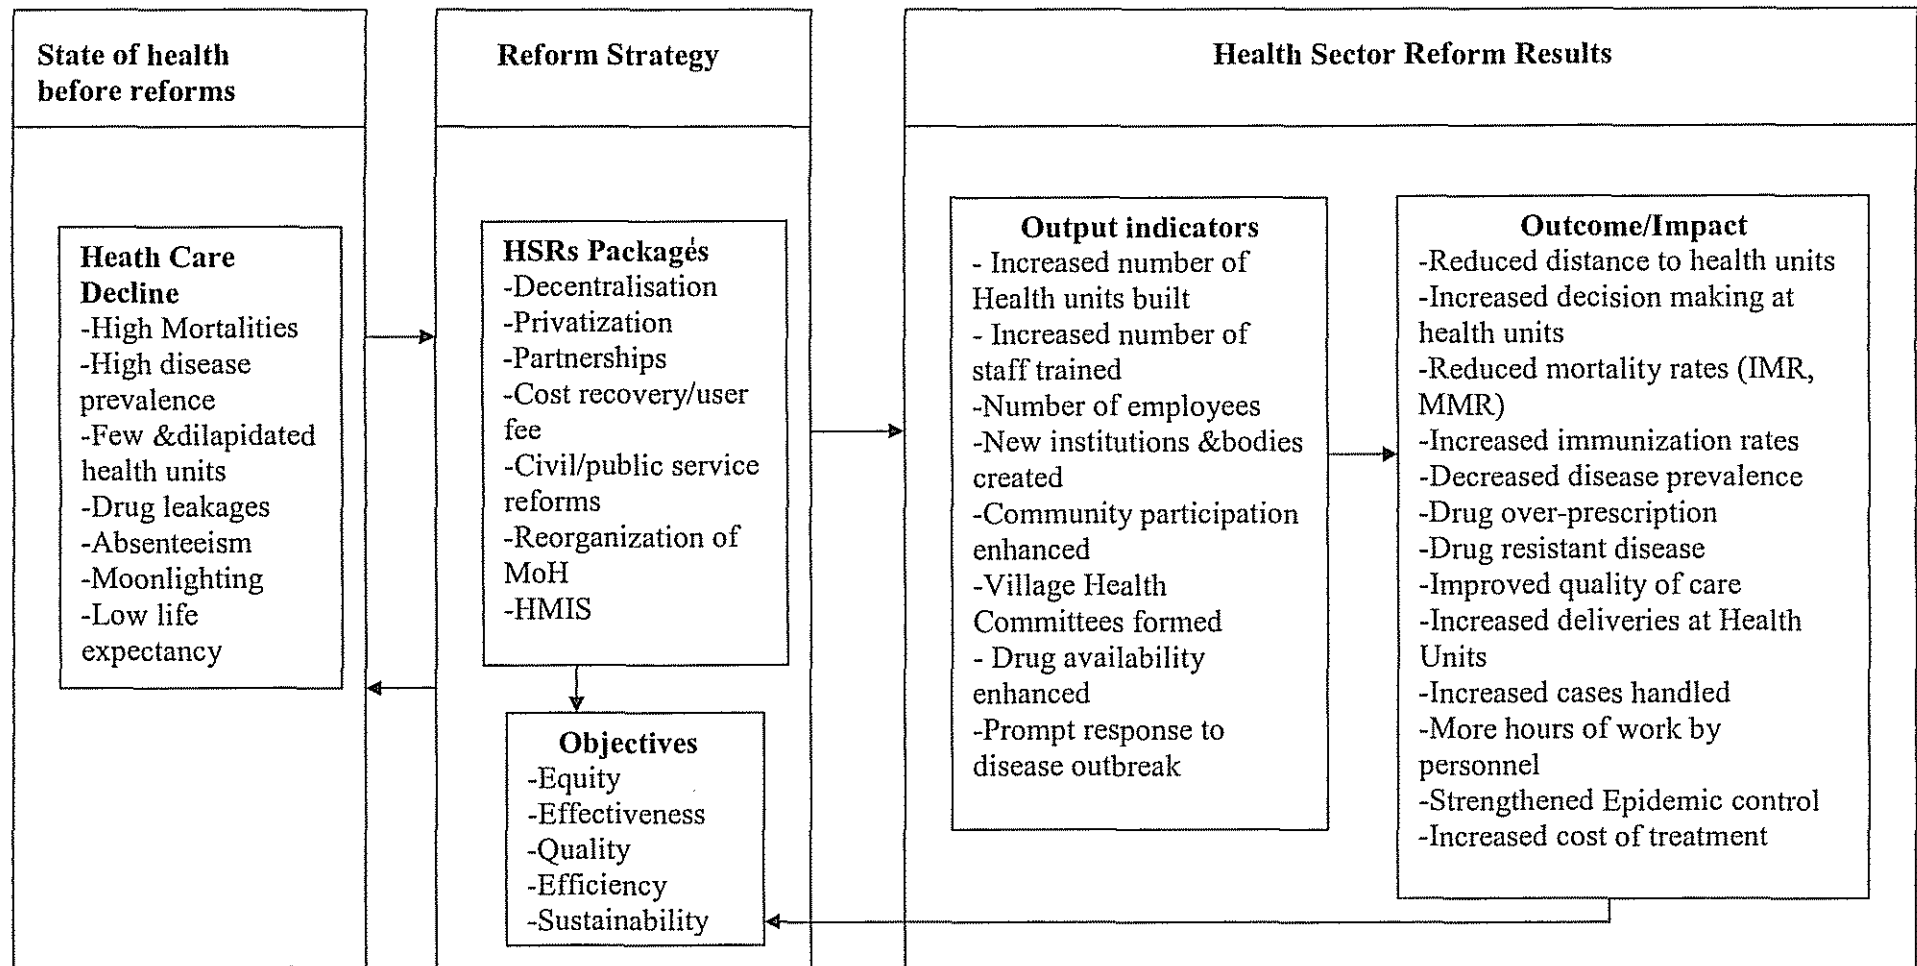 State of health
before reforms
Reform Strategy
Health Sector Reform Results
Heath Care
Decline
-High Mortalities
-High disease
prevalence
-Few &dilapidated
health units
-Drug leakages
-Absenteeism
-Moonlighting
-Low life
expectancy
HSRs Packages
-Decentralisation
-Privatization
-Partnerships
-Cost recovery/user
fee
-Civil/public service
reforms
-Reorganization of
MoH
-HMIS
Objectives
-Equity
-Effectiveness
-Quality
-Efficiency
-Sustainability
Output indicators
- Increased number of
Health units built
- Increased number of
staff trained
-Number of employees
-New institutions &bodies
created
-Community participation
enhanced
-Village Health
Committees formed
- Drug availability
enhanced
-Prompt response to
disease outbreak
Outcome/Impact
-Reduced distance to health units
-Increased decision making at
health units
-Reduced mortality rates (IMR,
MMR)
-Increased immunization rates
-Decreased disease prevalence
-Drug over-prescription
-Drug resistant disease
-Improved quality of care
-Increased deliveries at Health
Units
-Increased cases handled
-More hours of work by
personnel
-Strengthened Epidemic control
-Increased cost of treatment